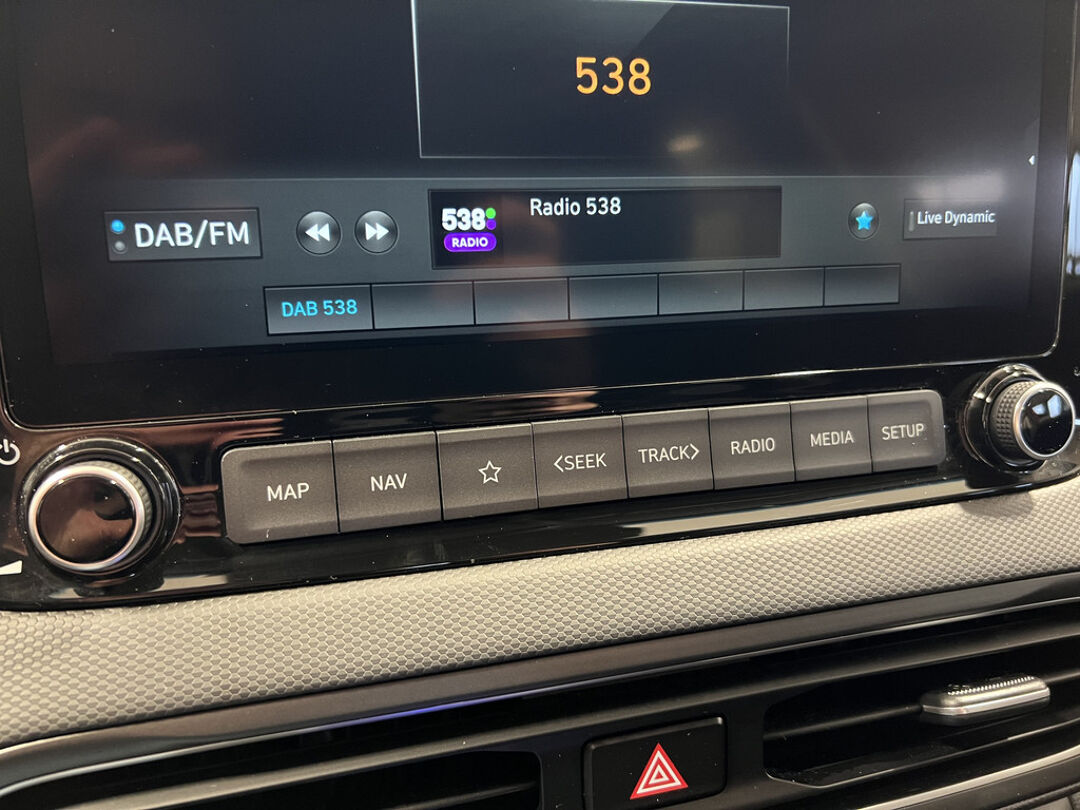 538
DAB/FM
538
RADIO
Radio 538
Live Dynamic
DAB 538
MAP
NAV
<SEEK
TRACK>
RADIO
MEDIA
SETUP